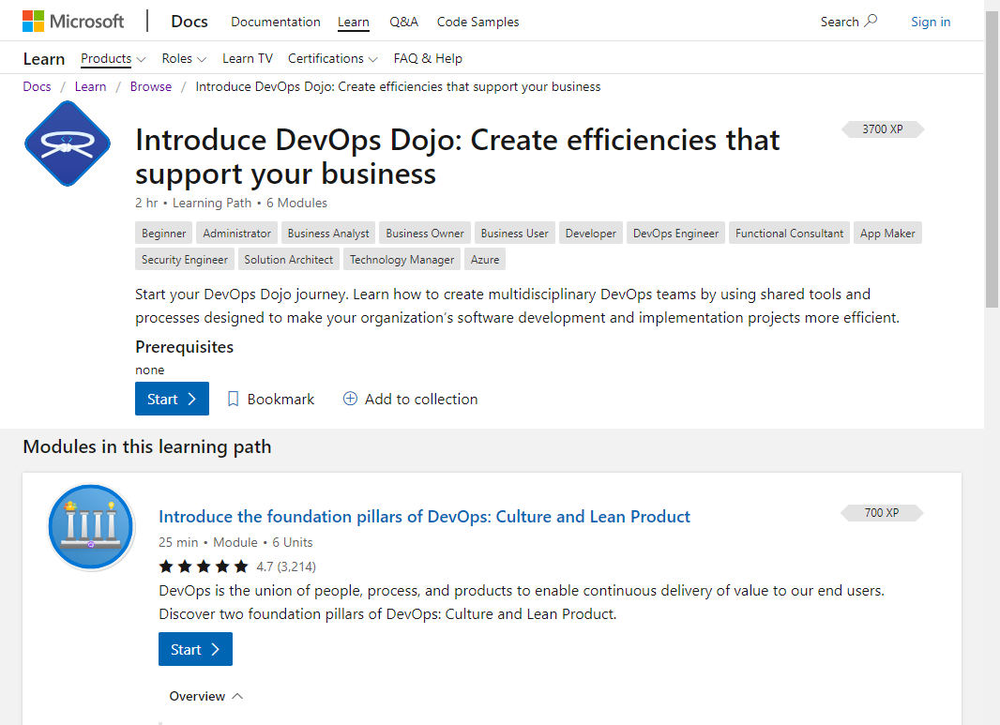 Microsoft Docs Documentation Learn Q&A Code Samples Search Sign in
Learn Products Roles Learn TV Certifications FAQ & Help
Docs / Learn / Browse / Introduce DevOps Dojo: Create efficiencies that support your business
Introduce DevOps Dojo: Create efficiencies that
support your business
3700 XP
2 hr • Learning Path • 6 Modules
Beginner Administrator Business Analyst Business Owner Business User Developer DevOps Engineer Functional Consultant App Maker
Security Engineer Solution Architect Technology Manager Azure
Start your DevOps Dojo journey. Learn how to create multidisciplinary DevOps teams by using shared tools and
processes designed to make your organization's software development and implementation projects more efficient.
Prerequisites
none
Start Bookmark Add to collection
Modules in this learning path
Introduce the foundation pillars of DevOps: Culture and Lean Product
700 XP
25 min • Module • 6 Units
4.7 (3,214)
DevOps is the union of people, process, and products to enable continuous delivery of value to our end users.
Discover two foundation pillars of DevOps: Culture and Lean Product.
Start
Overview